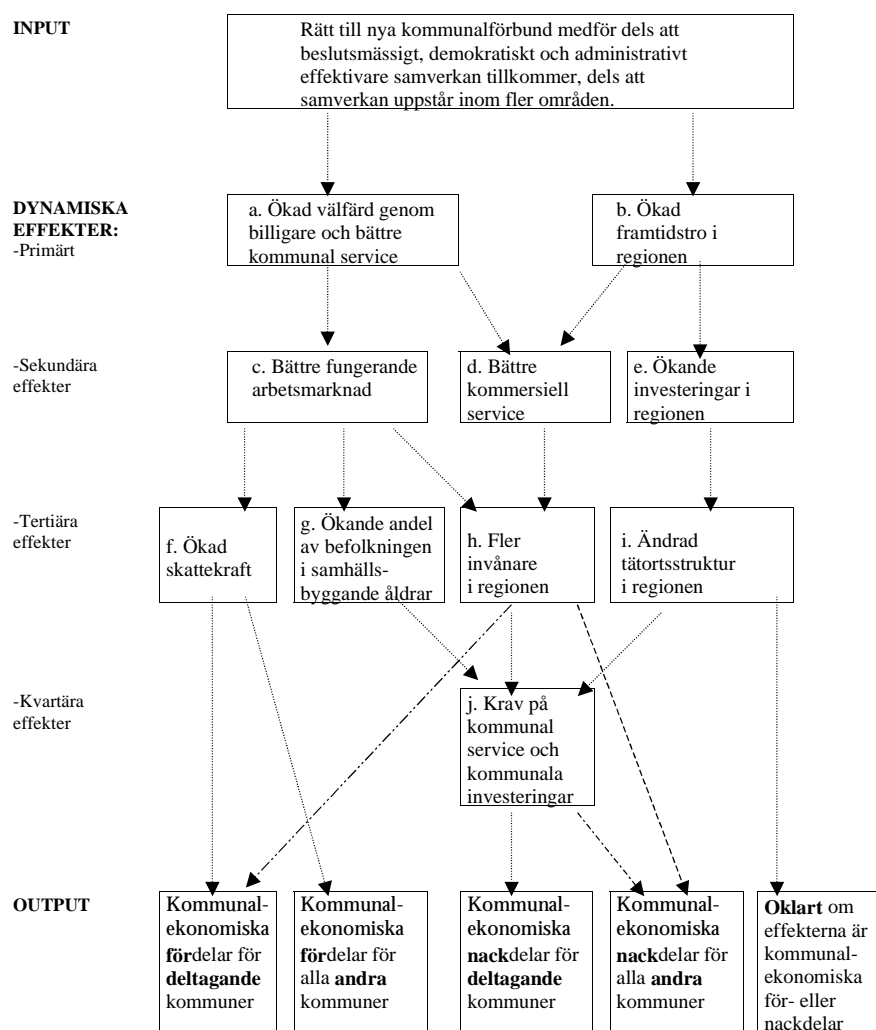 INPUT
Rätt till nya kommunalförbund medför dels att
beslutsmässigt, demokratiskt och administrativt
effektivare samverkan tillkommer, dels att
samverkan uppstår inom fler områden.
DYNAMISKA
EFFEKTER:
-Primärt
a. Ökad välfärd genom
billigare och bättre
kommunal service
b. Ökad
framtidstro i
regionen
-Sekundära
effekter
c. Bättre fungerande
arbetsmarknad
d. Bättre
kommersiell
service
e. Ökande
investeringar i
regionen
-Tertiära
effekter
f. Ökad
skattekraft
g. Ökande andel
av befolkningen
i samhälls-
byggande åldrar
h. Fler
invånare
i regionen
i. Ändrad
tätortsstruktur
i regionen
-Kvartära
effekter
j. Krav på
kommunal
service och
kommunala
investeringar
OUTPUT
Kommunal-
ekonomiska
fördelar för
deltagande
kommuner
Kommunal-
ekonomiska
fördelar för
alla andra
kommuner
Kommunal-
ekonomiska
nackdelar för
deltagande
kommuner
Kommunal-
ekonomiska
nackdelar för
alla andra
kommuner
Oklart om
effekterna är
kommunal-
ekonomiska
för- eller
nackdelar